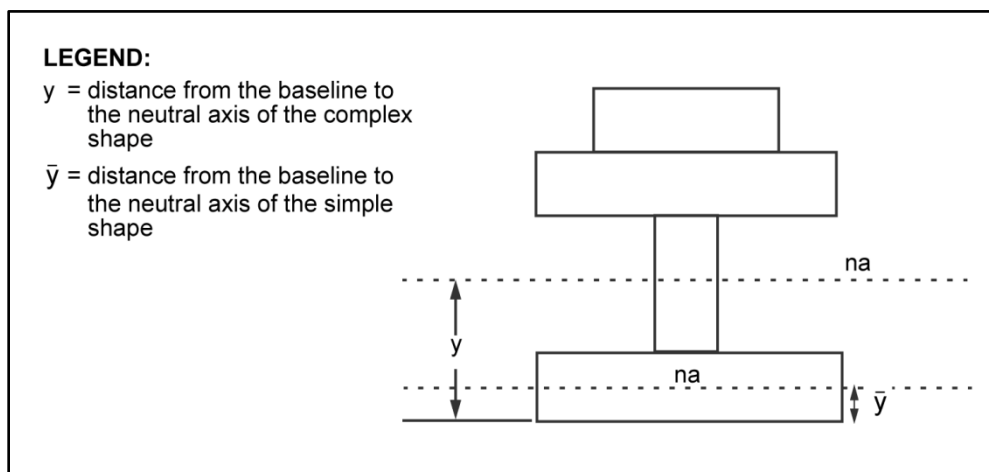 LEGEND:
y = distance from the baseline to
the neutral axis of the complex
shape
ȳ = distance from the baseline to
the neutral axis of the simple
shape
na
y
na
ȳ